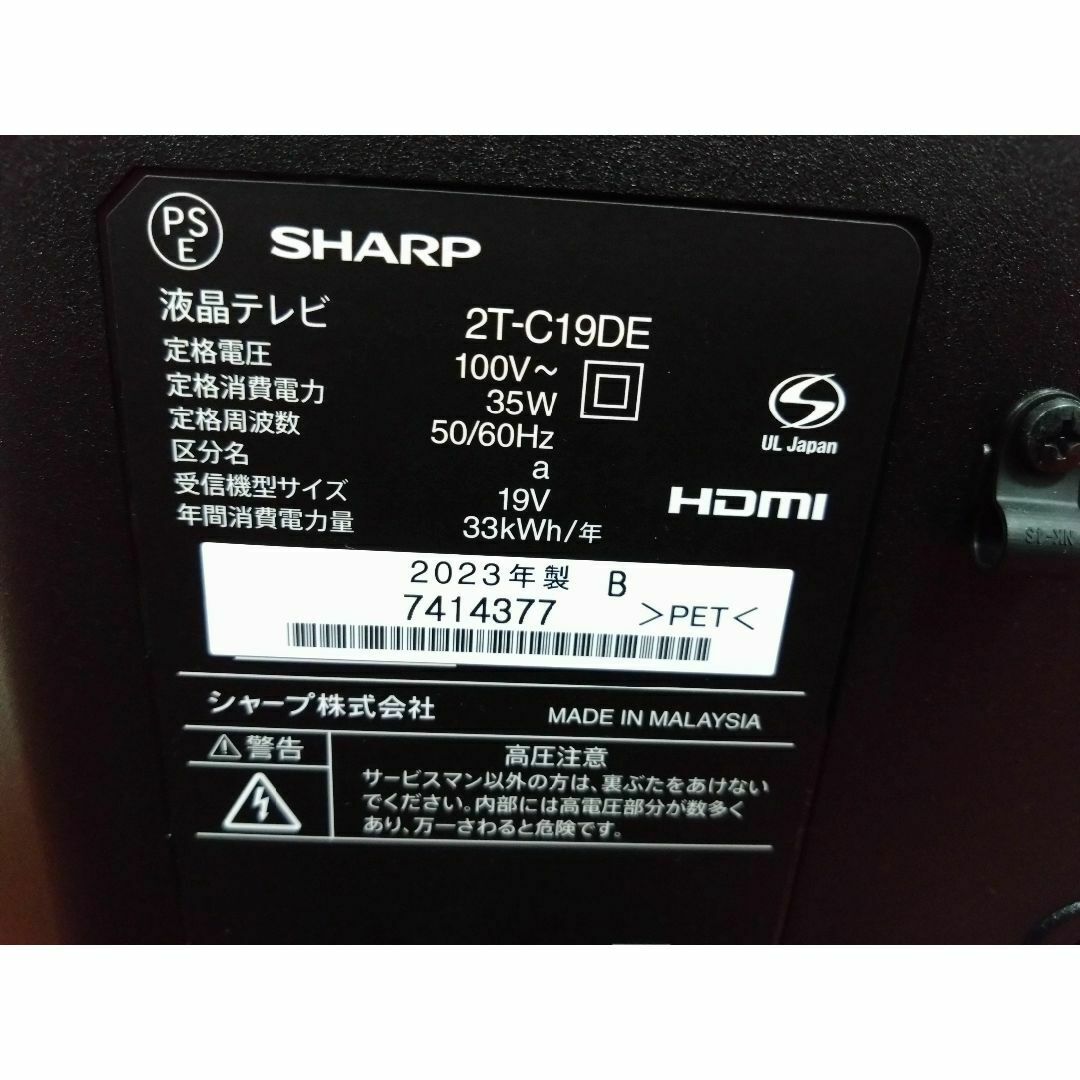 PS
E
SHARP
液晶テレビ 2T-C19DE
定格電圧 100V～
定格消費電力 35W
定格周波数 50/60Hz
区分名 a
受信機型サイズ 19V
年間消費電力量 33kWh/年
UL Japan
HDMI
2023年製 B
7414377 >PET<
シャープ株式会社 MADE IN MALAYSIA
警告
高圧注意
サービスマン以外の方は、裏ぶたをあけない
でください。内部には高電圧部分が数多く
あり、万一さわると危険です。